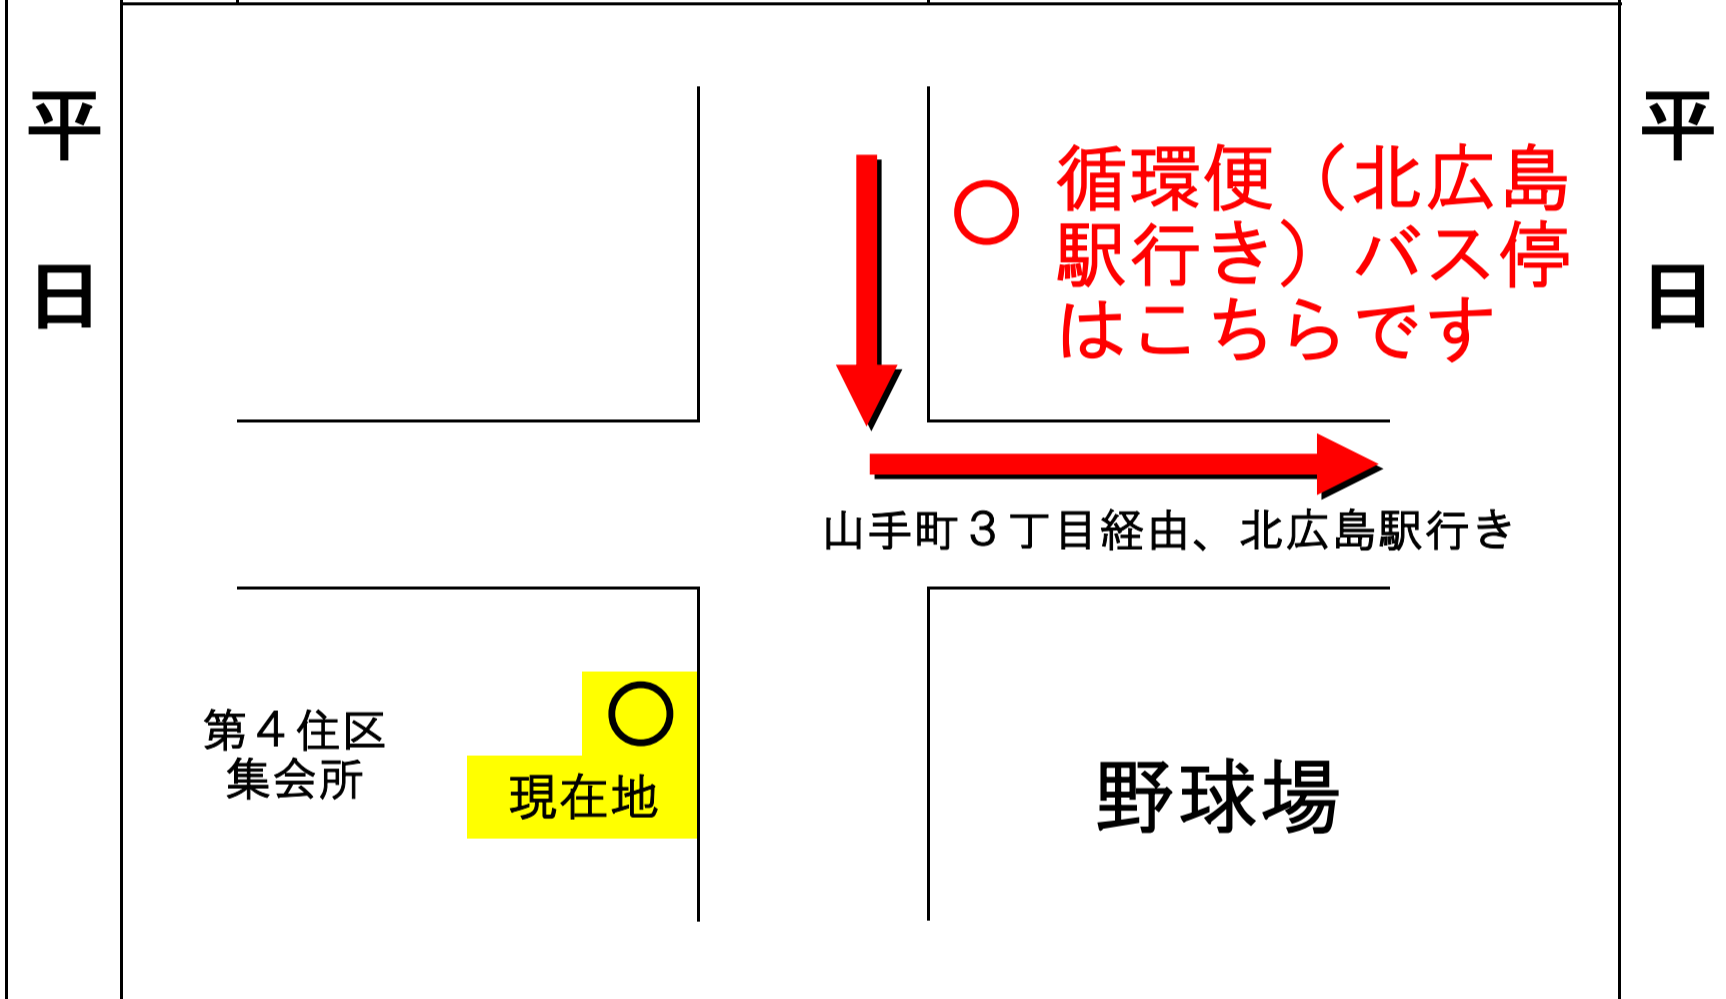 平日
循環便（北広島
駅行き）バス停
はこちらです
山手町３丁目経由、北広島駅行き
第４住区
集会所
現在地
野球場
平日